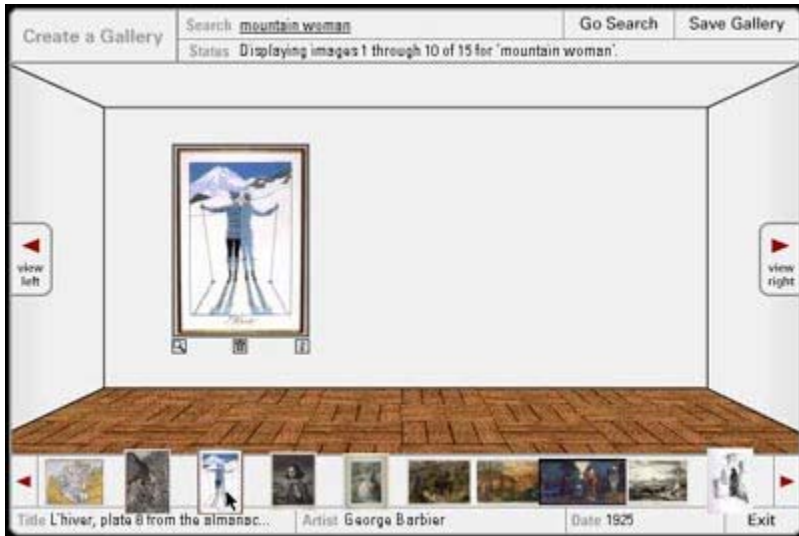 Create a Gallery
Search mountain woman
Go Search
Save Gallery
Status Displaying images 1 through 10 of 15 for 'mountain woman'.
view left
view right
i
Title L'hiver, plate 8 from the almanac...
Artist George Barbier
Date 1925
Exit